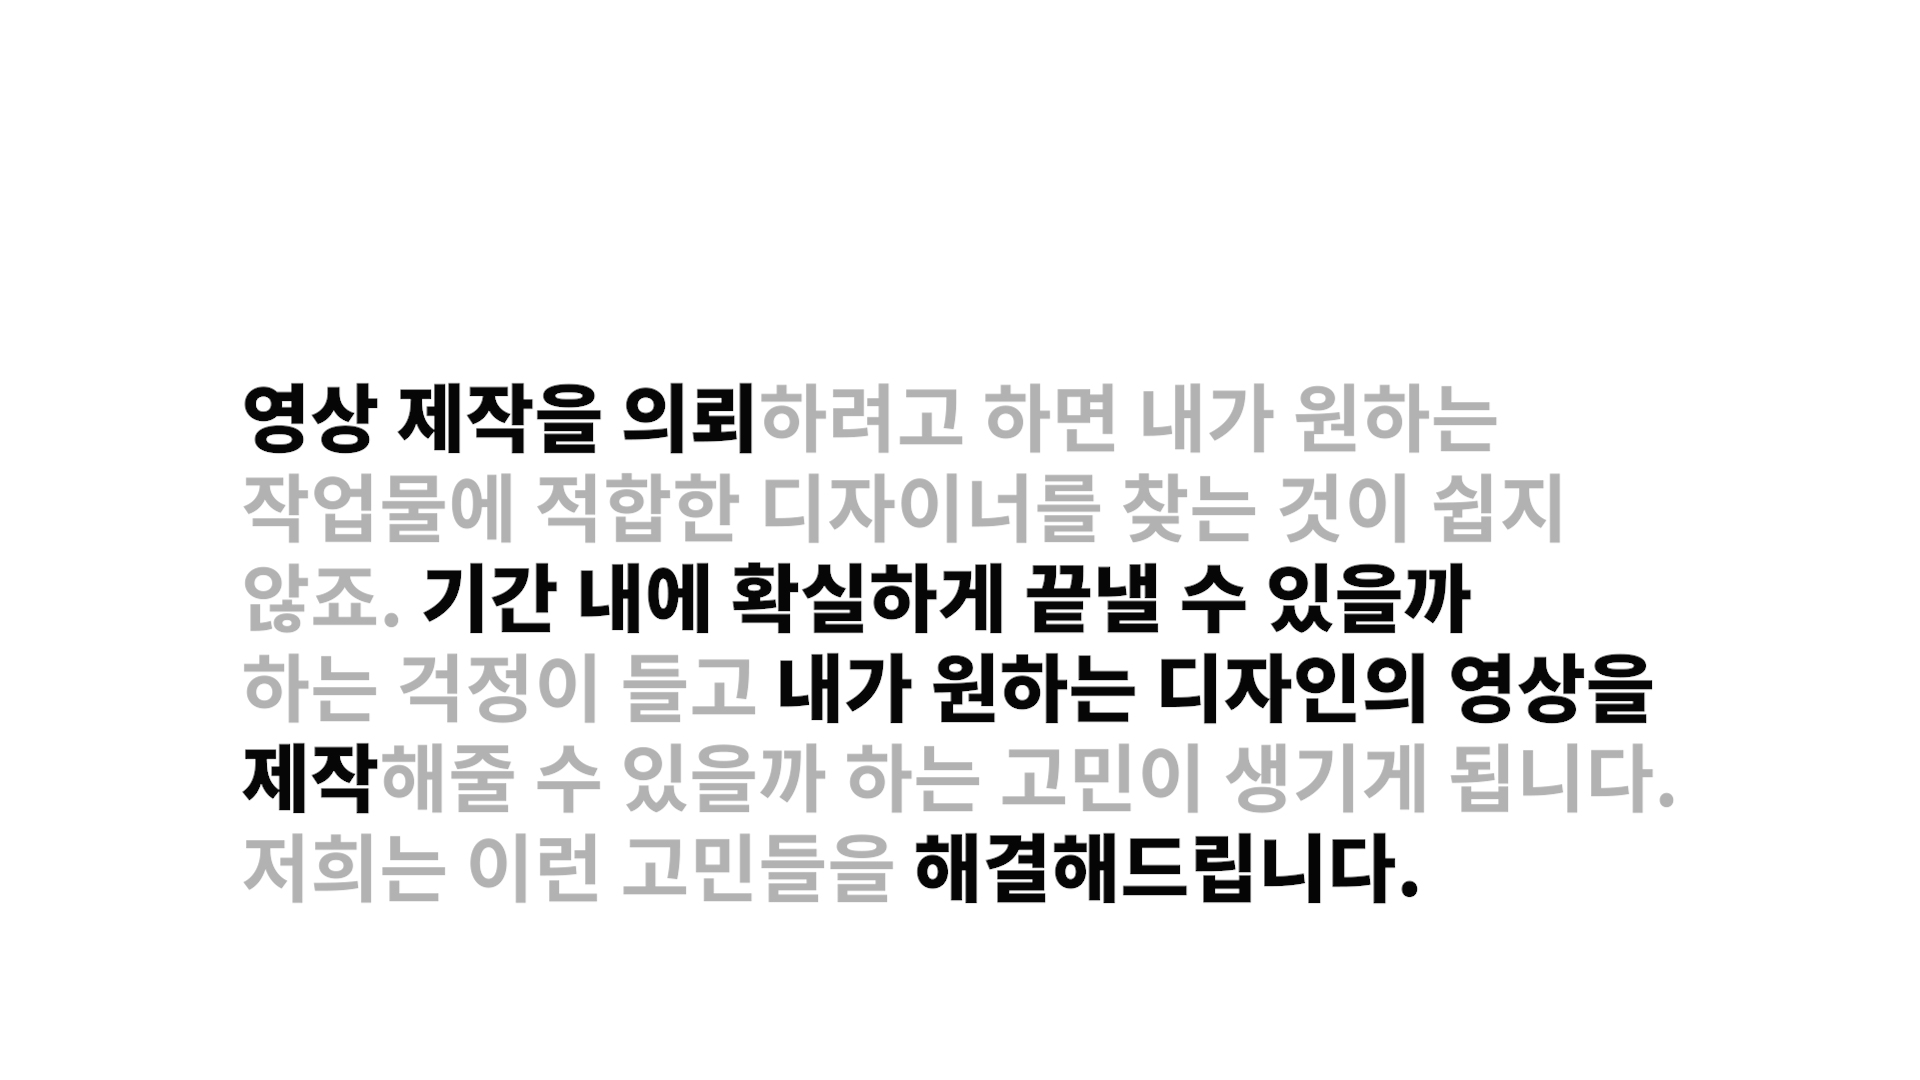 영상 제작을 의뢰하려고 하면 내가 원하는
작업물에 적합한 디자이너를 찾는 것이 쉽지
않죠. 기간 내에 확실하게 끝낼 수 있을까
하는 걱정이 들고 내가 원하는 디자인의 영상을
제작해줄 수 있을까 하는 고민이 생기게 됩니다.
저희는 이런 고민들을 해결해드립니다.